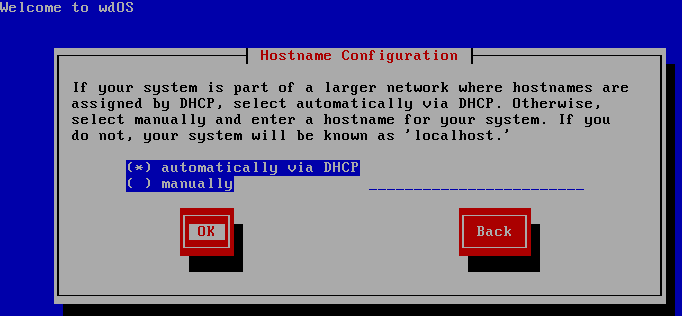 Welcome to wdOS
Hostname Configuration
If your system is part of a larger network where hostnames are
assigned by DHCP, select automatically via DHCP. Otherwise,
select manually and enter a hostname for your system. If you
do not, your system will be known as 'localhost.'
(*) automatically via DHCP
( ) manually ________________________
OK Back